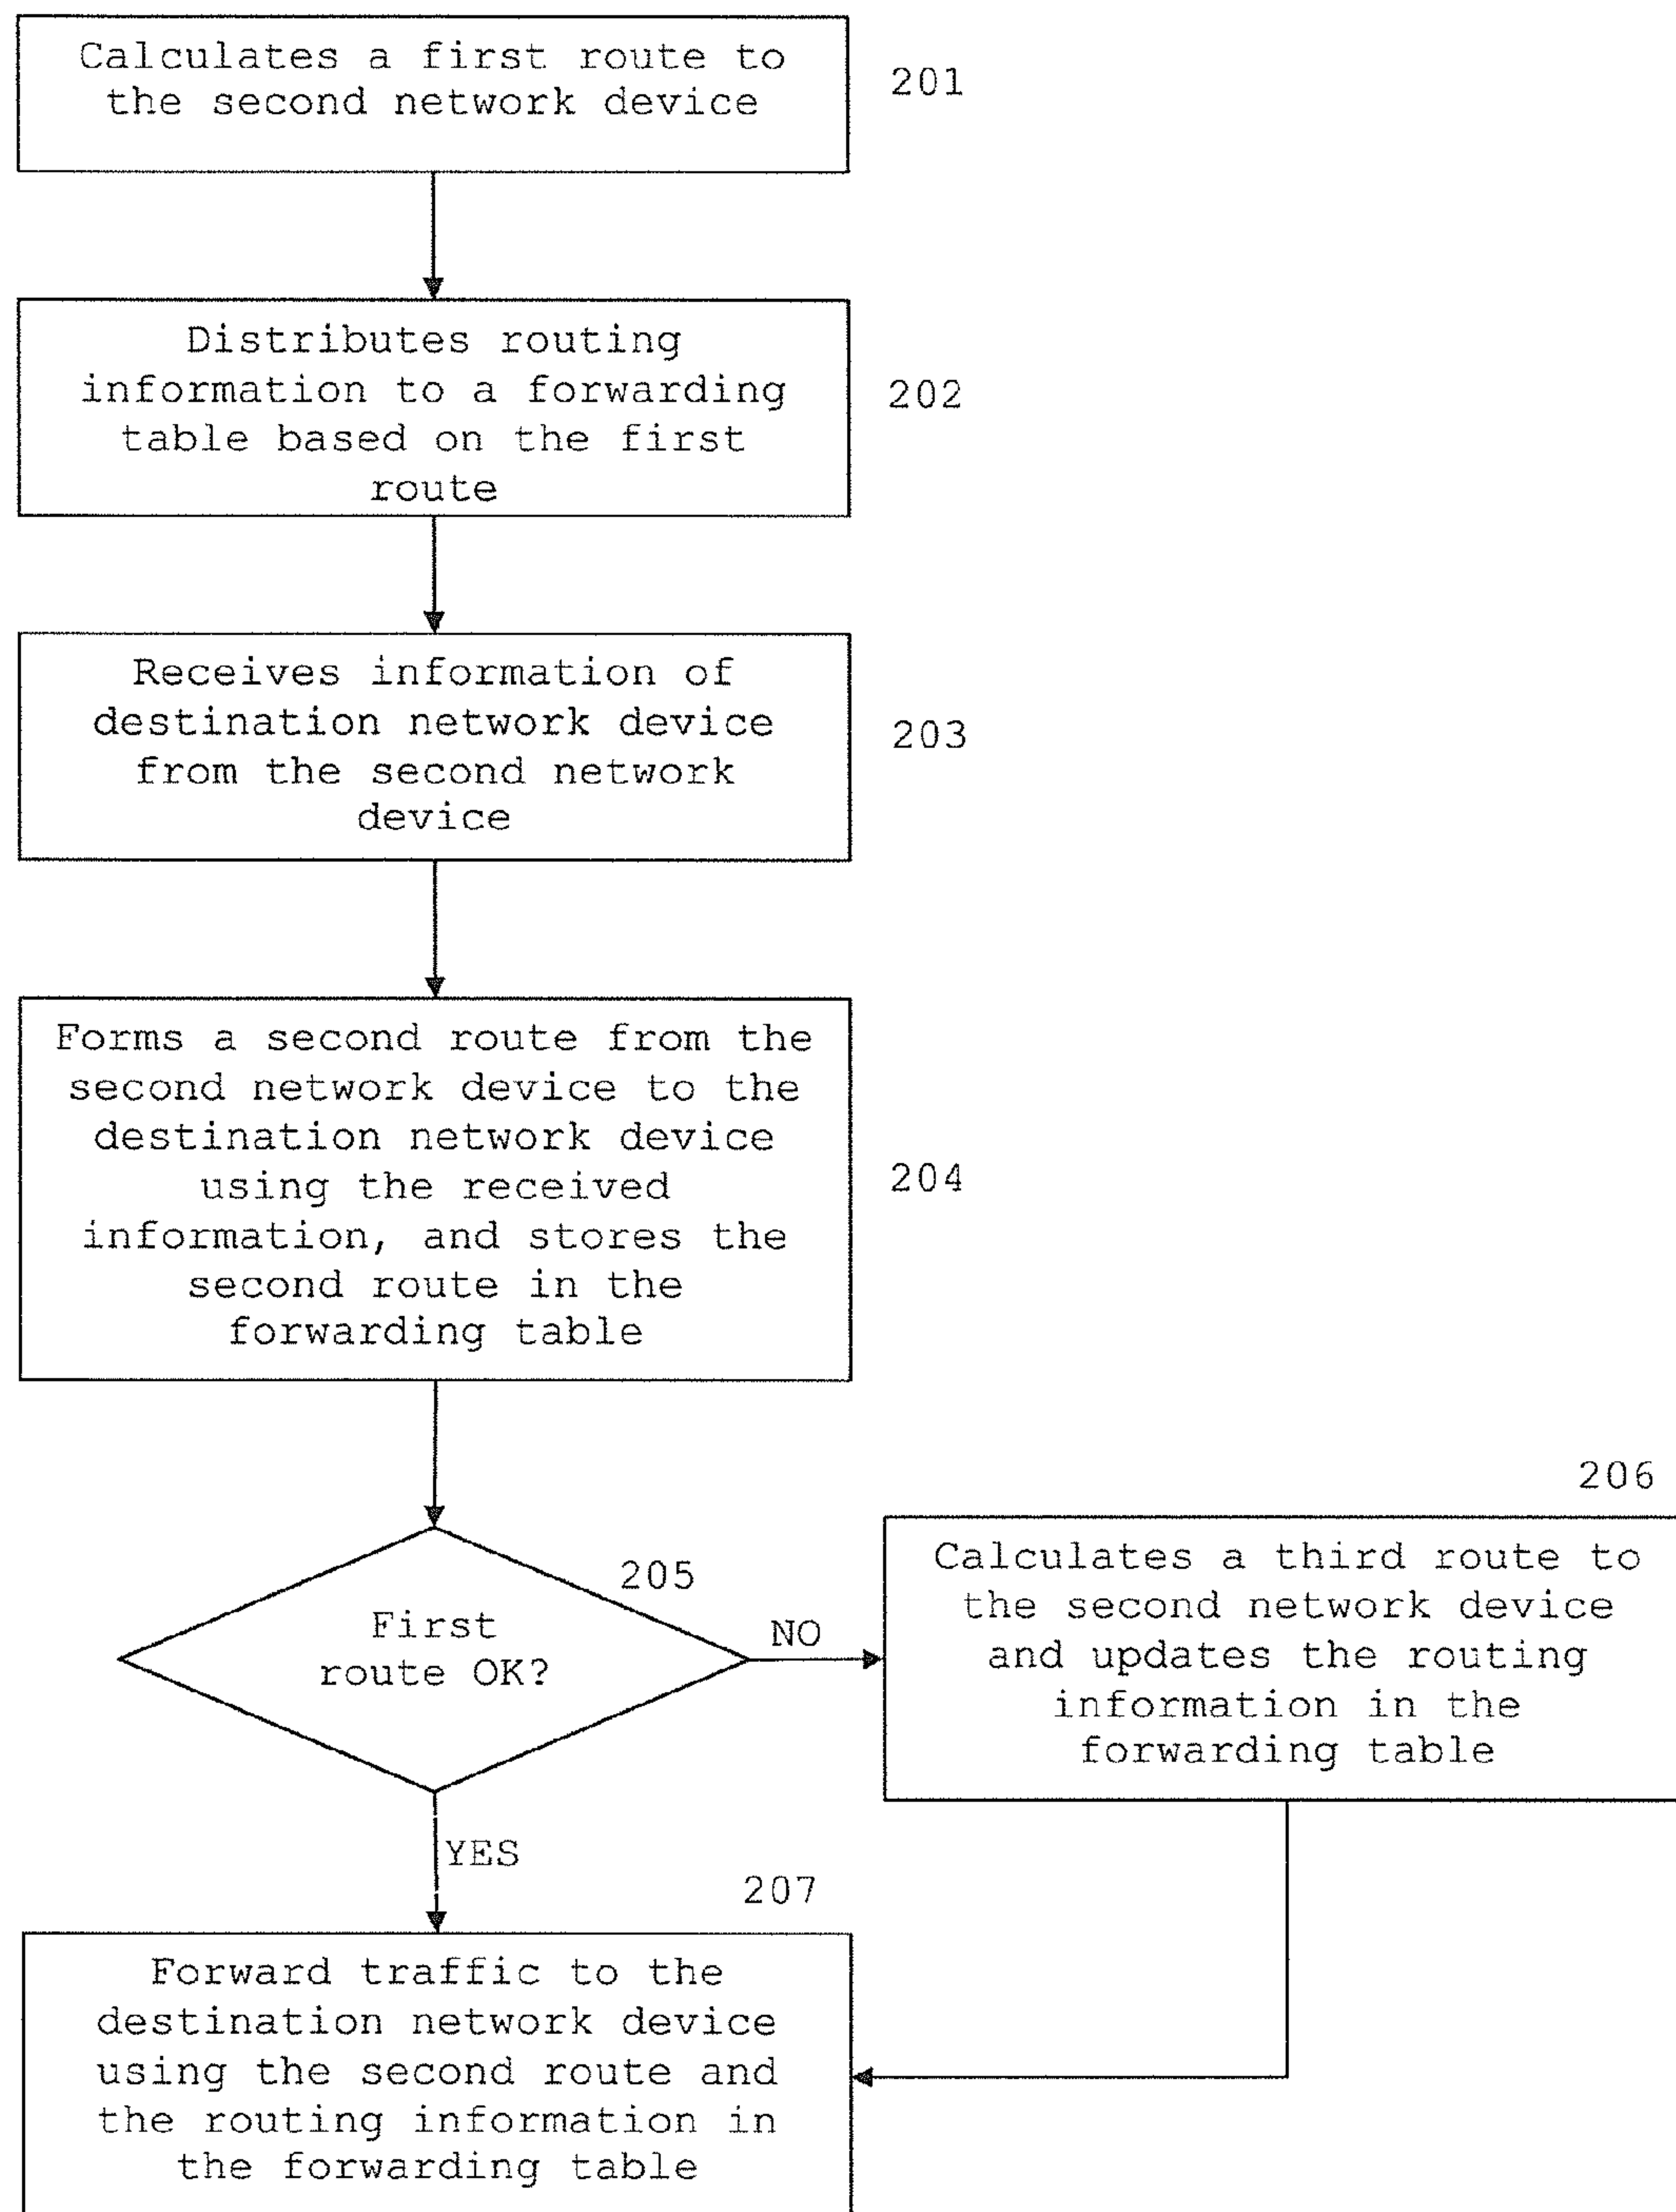 Calculates a first route to
the second network device
201
Distributes routing
information to a forwarding
table based on the first
route
202
Receives information of
destination network device
from the second network
device
203
Forms a second route from the
second network device to the
destination network device
using the received
information, and stores the
second route in the
forwarding table
204
205
First
route OK?
NO
206
Calculates a third route to
the second network device
and updates the routing
information in the
forwarding table
YES
207
Forward traffic to the
destination network device
using the second route and
the routing information in
the forwarding table